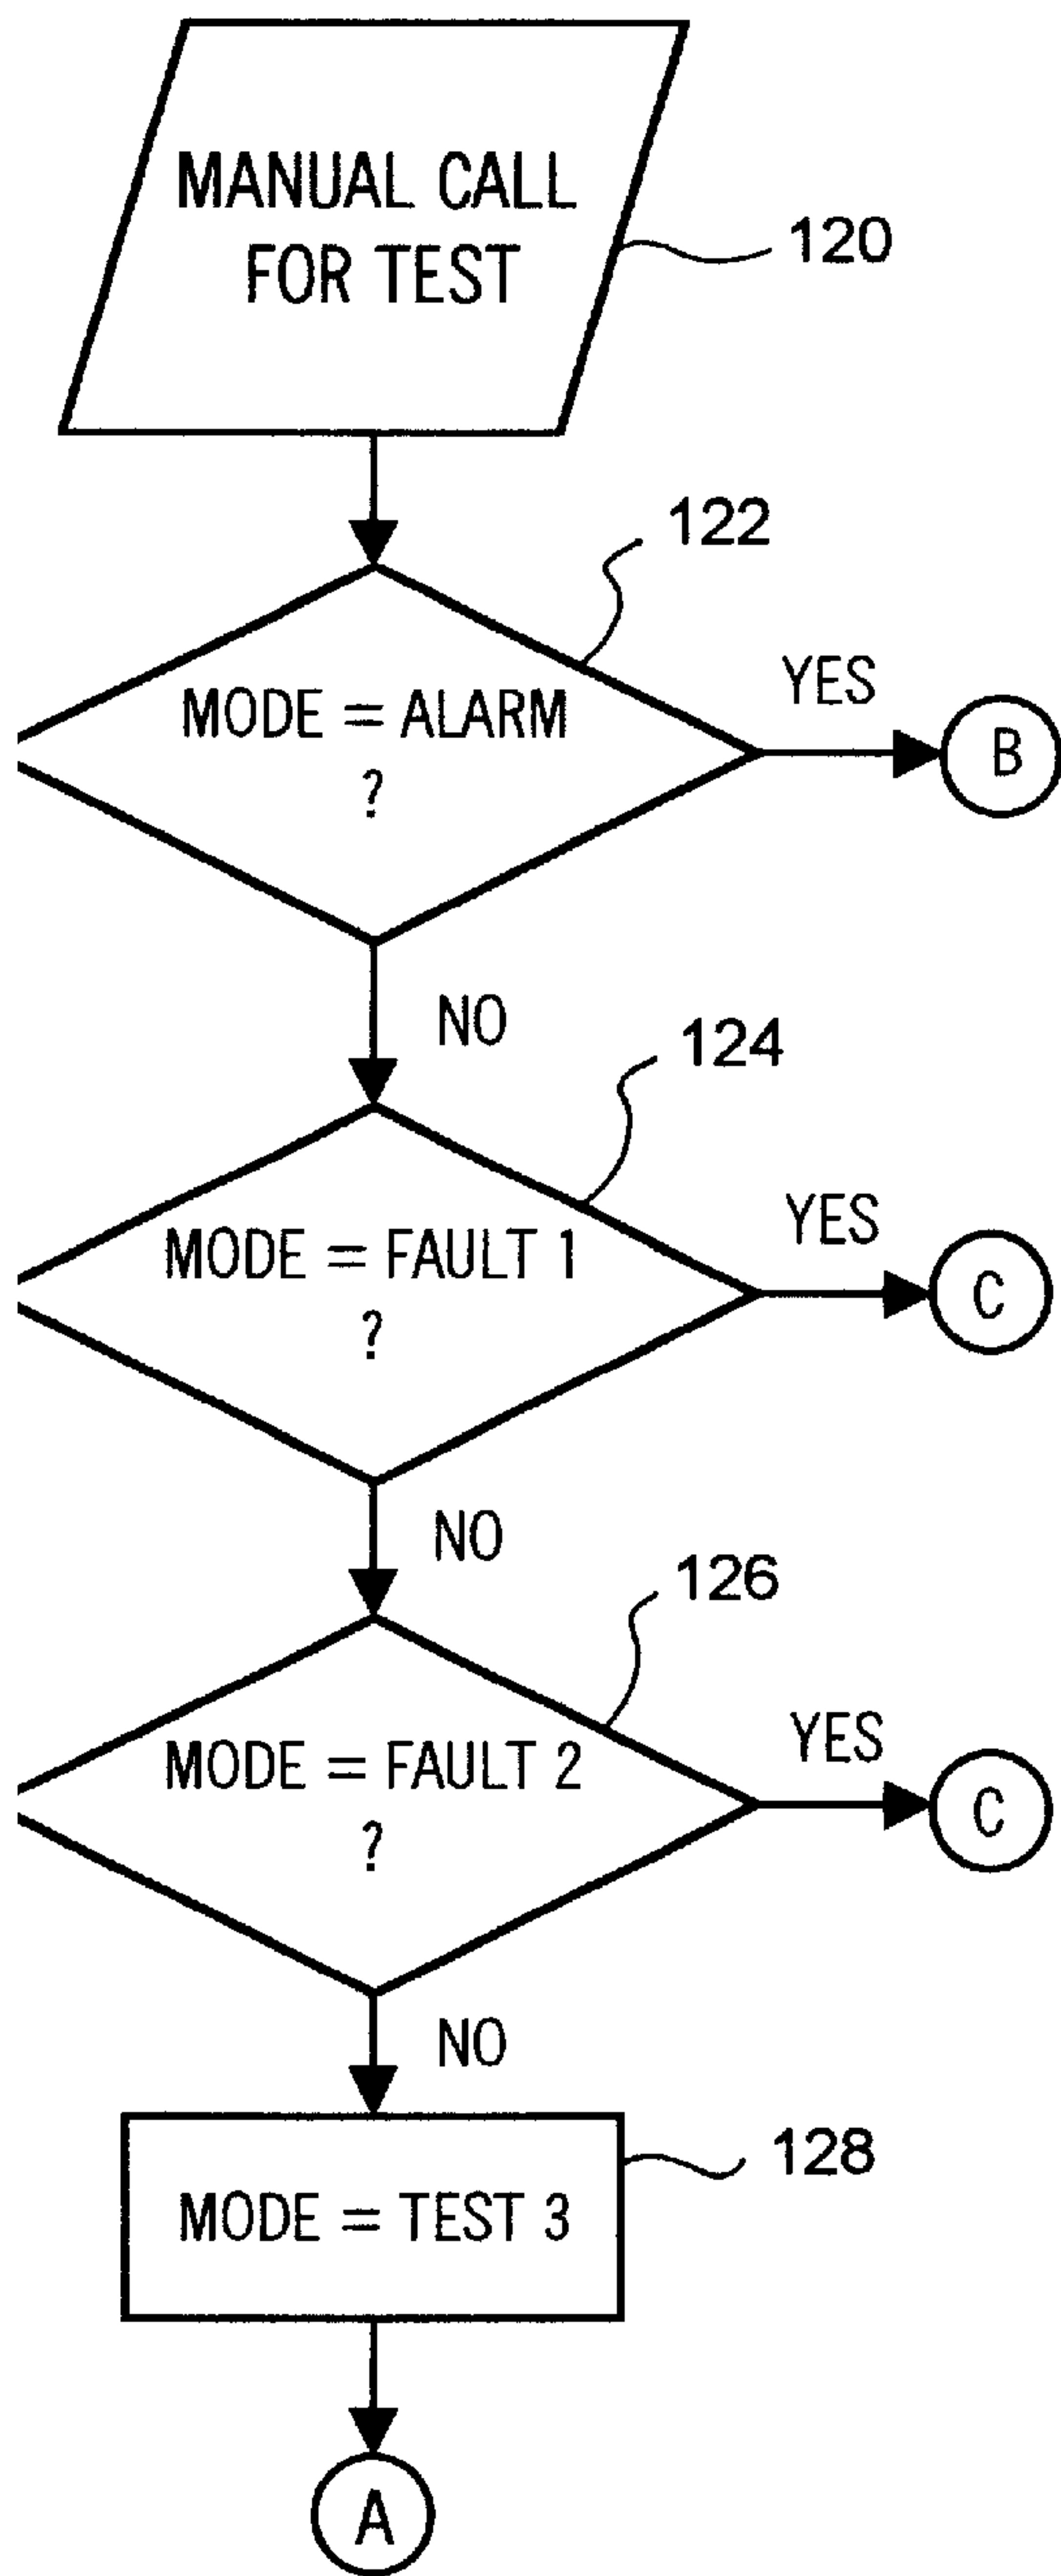 MANUAL CALL
FOR TEST
120
122
MODE = ALARM
?
YES
B
NO
124
MODE = FAULT 1
?
YES
C
NO
126
MODE = FAULT 2
?
YES
C
NO
128
MODE = TEST 3
A